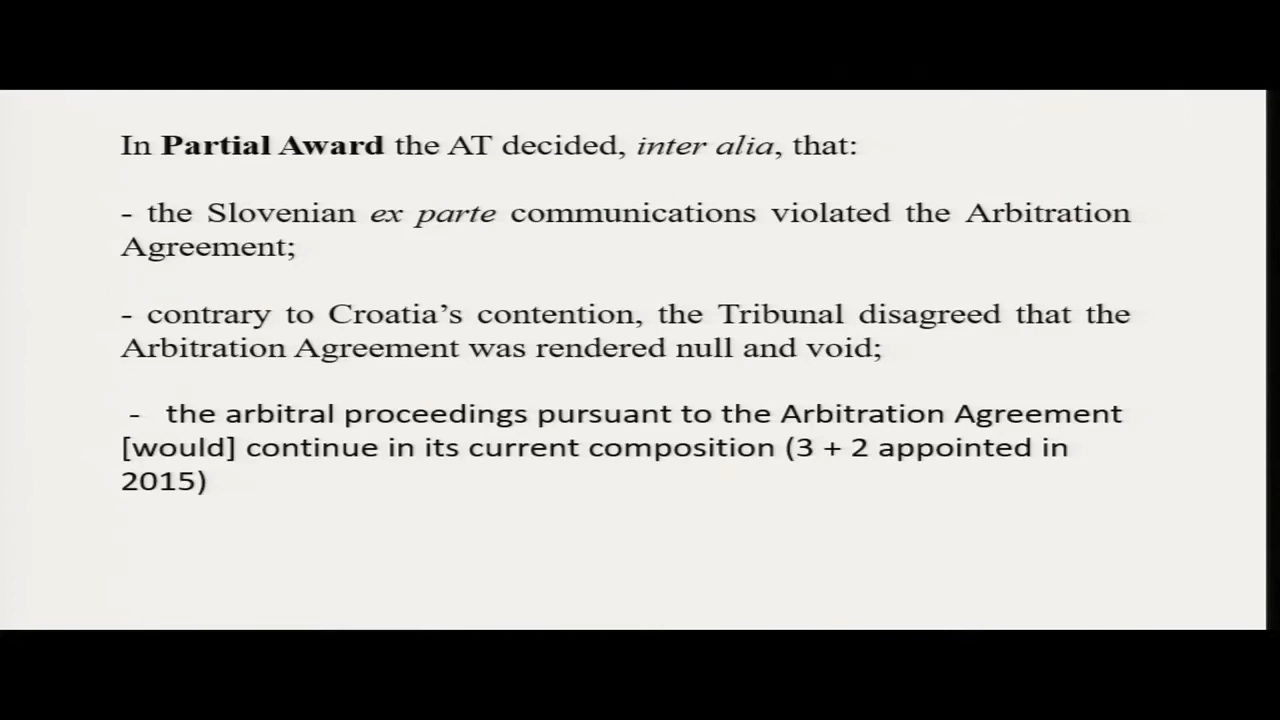 In Partial Award the AT decided, inter alia, that:
- the Slovenian ex parte communications violated the Arbitration
Agreement;
- contrary to Croatia’s contention, the Tribunal disagreed that the
Arbitration Agreement was rendered null and void;
- the arbitral proceedings pursuant to the Arbitration Agreement
[would] continue in its current composition (3 + 2 appointed in
2015)